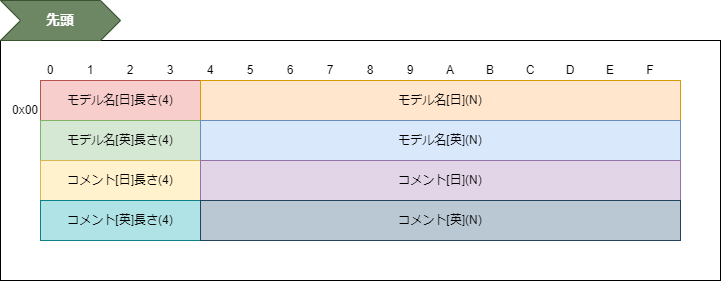 先頭
0 1 2 3 4 5 6 7 8 9 A B C D E F
0x00
モデル名[日]長さ(4) モデル名[日](N)
モデル名[英]長さ(4) モデル名[英](N)
コメント[日]長さ(4) コメント[日](N)
コメント[英]長さ(4) コメント[英](N)